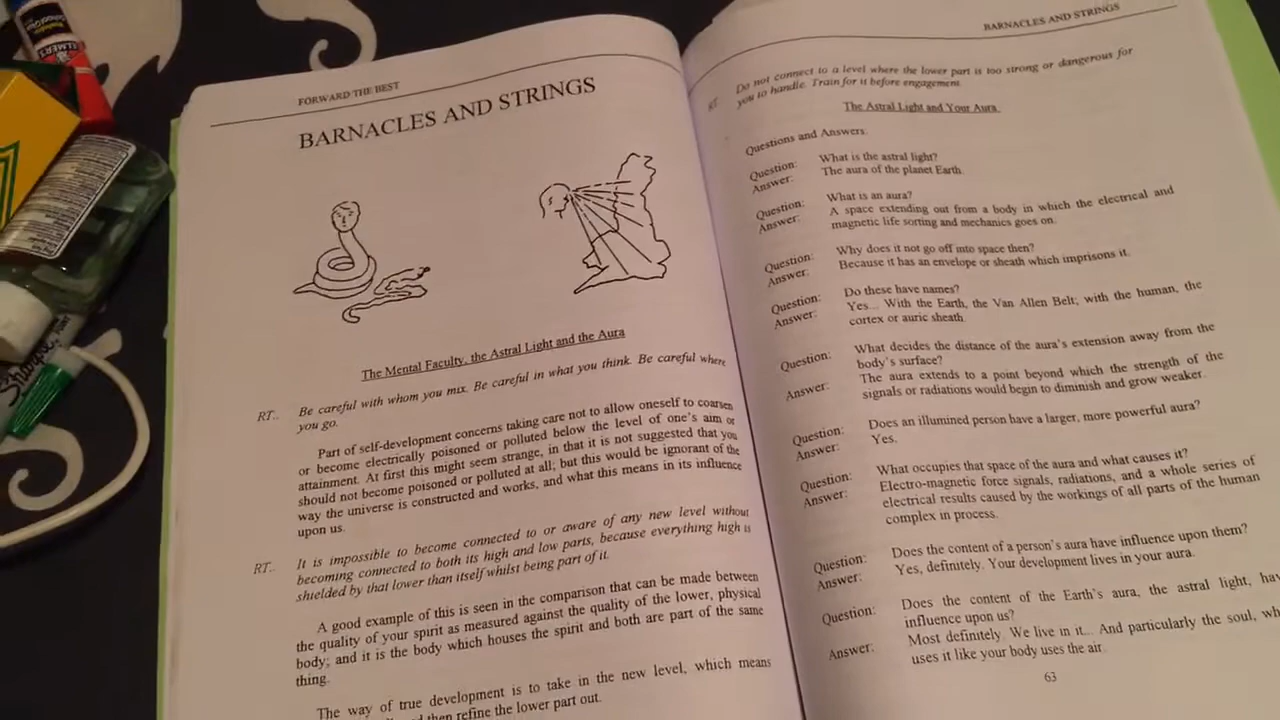 ELMER'S
Sharpie
FORWARD THE BEST
BARNACLES AND STRINGS
The Mental Faculty, the Astral Light and the Aura
RT.. Be careful with whom you mix. Be careful in what you think. Be careful where
you go.
Part of self-development concerns taking care not to allow oneself to coarsen
or become electrically poisoned or polluted below the level of one's aim or
attainment. At first this might seem strange, in that it is not suggested that you
should not become poisoned or polluted at all; but this would be ignorant of the
way the universe is constructed and works, and what this means in its influence
upon us.
RT.. It is impossible to become connected to or aware of any new level without
becoming connected to both its high and low parts, because everything high is
shielded by that lower than itself whilst being part of it.
A good example of this is seen in the comparison that can be made between
the quality of your spirit as measured against the quality of the lower, physical
body; and it is the body which houses the spirit and both are part of the same
thing.
The way of true development is to take in the new level, which means
then refine the lower part out.
BARNACLES AND STRINGS
RT. Do not connect to a level where the lower part is too strong or dangerous for
you to handle. Train for it before engagement.
The Astral Light and Your Aura
Questions and Answers.
Question: What is the astral light?
Answer: The aura of the planet Earth.
Question: What is an aura?
Answer: A space extending out from a body in which the electrical and
magnetic life sorting and mechanics goes on.
Question: Why does it not go off into space then?
Answer: Because it has an envelope or sheath which imprisons it.
Question: Do these have names?
Answer: Yes... With the Earth, the Van Allen Belt; with the human, the
cortex or auric sheath.
Question: What decides the distance of the aura's extension away from the
body's surface?
Answer: The aura extends to a point beyond which the strength of the
signals or radiations would begin to diminish and grow weaker.
Question: Does an illumined person have a larger, more powerful aura?
Answer: Yes.
Question: What occupies that space of the aura and what causes it?
Answer: Electro-magnetic force signals, radiations, and a whole series of
electrical results caused by the workings of all parts of the human
complex in process.
Question: Does the content of a person's aura have influence upon them?
Answer: Yes, definitely. Your development lives in your aura.
Question: Does the content of the Earth's aura, the astral light,
influence upon us?
Answer: Most definitely. We live in it... And particularly the soul,
uses it like your body uses the air.
63